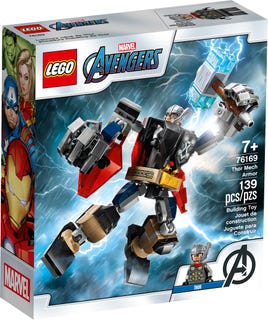 LEGO
MARVEL
AVENGERS
76169
7+
76169
Thor Mech
Armor
139
pcs/pzs
Building Toy
Jouet de
construction
Juguete para
Construir
MARVEL
THOR